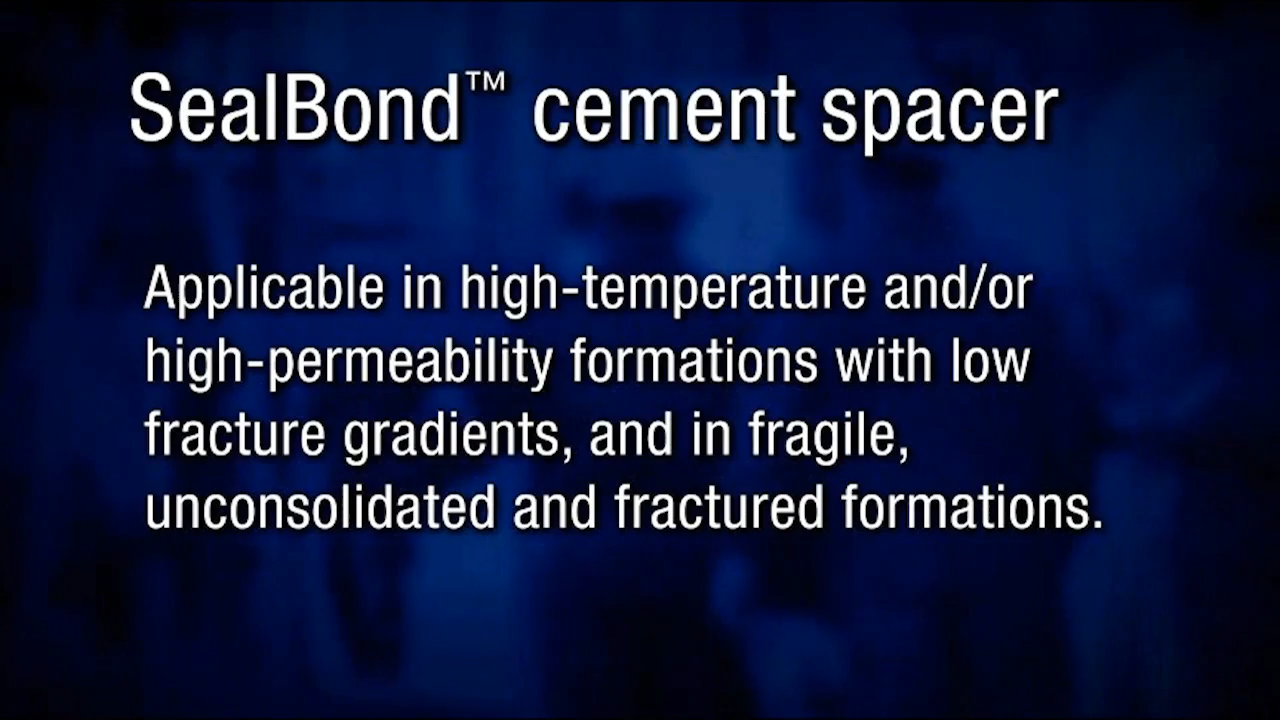 SealBond™ cement spacer
Applicable in high-temperature and/or
high-permeability formations with low
fracture gradients, and in fragile,
unconsolidated and fractured formations.